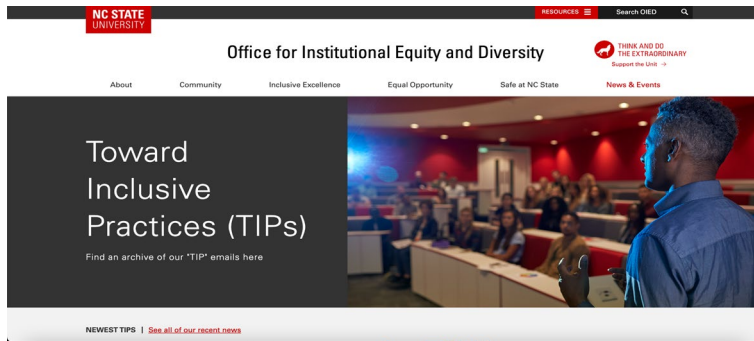 NC STATE
UNIVERSITY
RESOURCES
Search OIED
Office for Institutional Equity and Diversity
THINK AND DO
THE EXTRAORDINARY
Support the Unit →
About Community Inclusive Excellence Equal Opportunity Safe at NC State News & Events
Toward
Inclusive
Practices (TIPs)
Find an archive of our "TIP" emails here
NEWEST TIPS | See all of our recent news